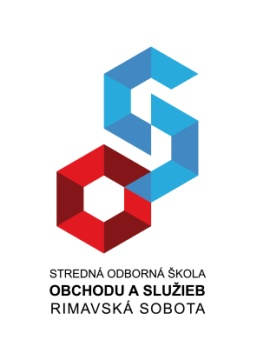 STREDNÁ ODBORNÁ ŠKOLA
OBCHODU A SLUŽIEB
RIMAVSKÁ SOBOTA